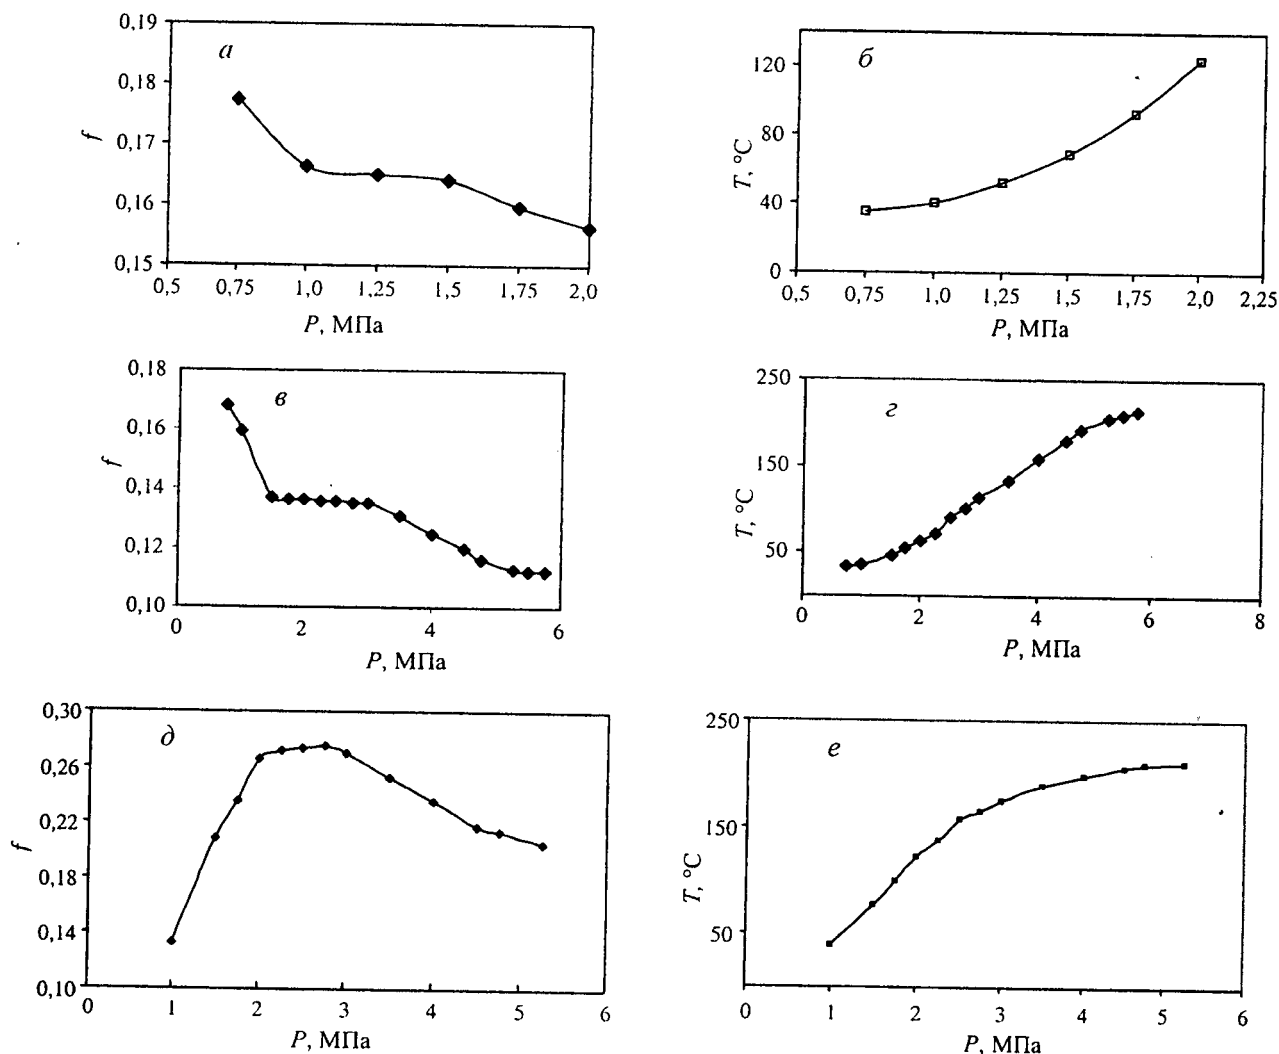 0,19
0,18
0,17
0,16
0,15
f
а
0,5 0,75 1,0 1,25 1,5 1,75 2,0
P, МПа
120
80
40
0
T, °C
б
0,5 0,75 1,0 1,25 1,5 1,75 2,0 2,25
P, МПа
0,18
0,16
0,14
0,12
0,10
f
в
0 2 4 6
P, МПа
250
150
50
T, °C
г
0 2 4 6 8
P, МПа
0,30
0,26
0,22
0,18
0,14
0,10
f
д
0 1 2 3 4 5 6
P, МПа
250
150
50
T, °C
е
0 1 2 3 4 5 6
P, МПа